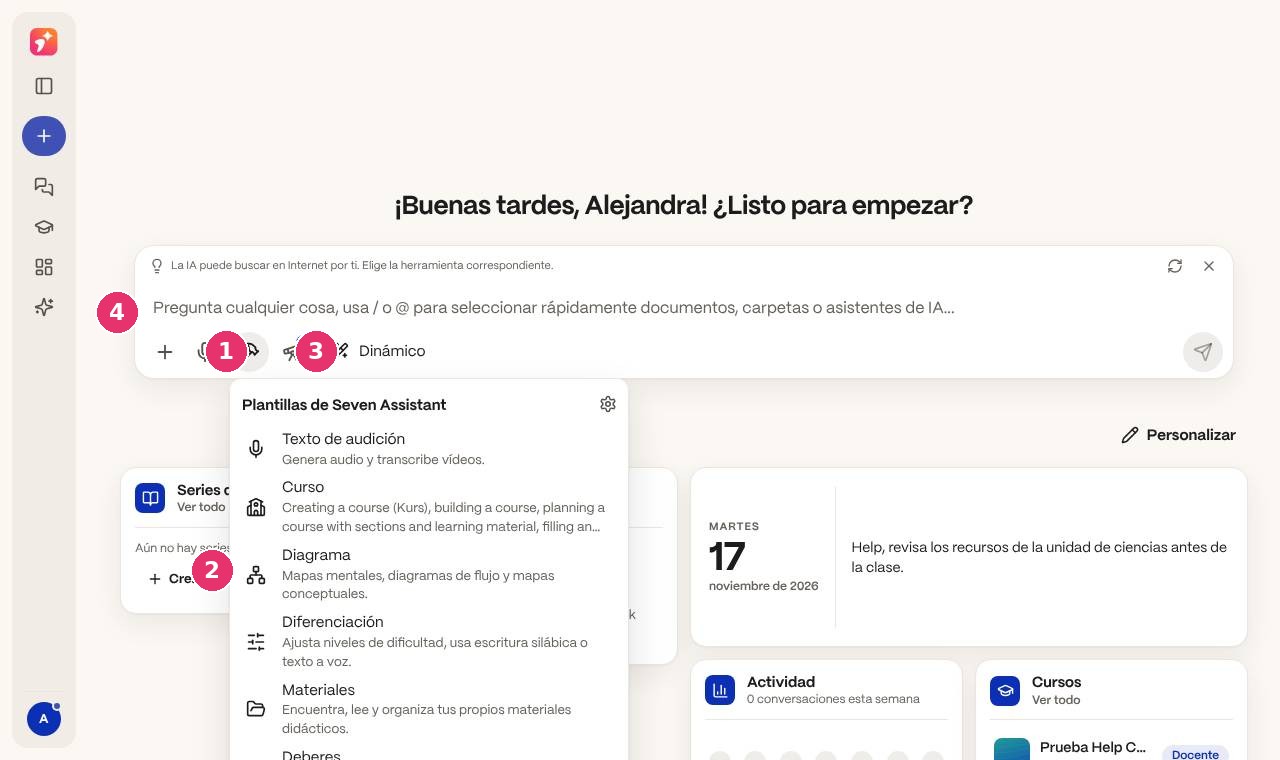 ¡Buenas tardes, Alejandra! ¿Listo para empezar?
La IA puede buscar en Internet por ti. Elige la herramienta correspondiente.
4
Pregunta cualquier cosa, usa / o @ para seleccionar rápidamente documentos, carpetas o asistentes de IA...
1
3
Dinámico
Plantillas de Seven Assistant
Texto de audición
Genera audio y transcribe vídeos.
Curso
Creating a course (Kurs), building a course, planning a
course with sections and learning material, filling an...
Diagrama
Mapas mentales, diagramas de flujo y mapas
conceptuales.
Diferenciación
Ajusta niveles de dificultad, usa escritura silábica o
texto a voz.
Materiales
Encuentra, lee y organiza tus propios materiales
didácticos.
Deberes
Personalizar
Series
Ver todo
Aún no hay series
2
k
MARTES
17
noviembre de 2026
Help, revisa los recursos de la unidad de ciencias antes de
la clase.
Actividad
0 conversaciones esta semana
Cursos
Ver todo
Prueba Help C...
Docente
A